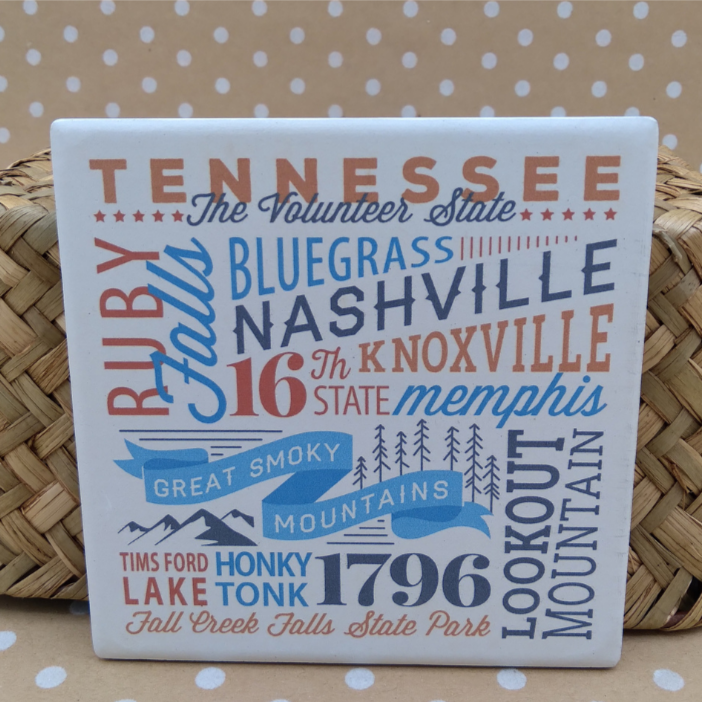 TENNESSEE
The Volunteer State
RUBY
Falls
BLUEGRASS
NASHVILLE
16Th STATE
KNOXVILLE
memphis
GREAT SMOKY
MOUNTAINS
LOOKOUT
MOUNTAIN
TIMS FORD
LAKE
HONKY
TONK
1796
Fall Creek Falls State Park